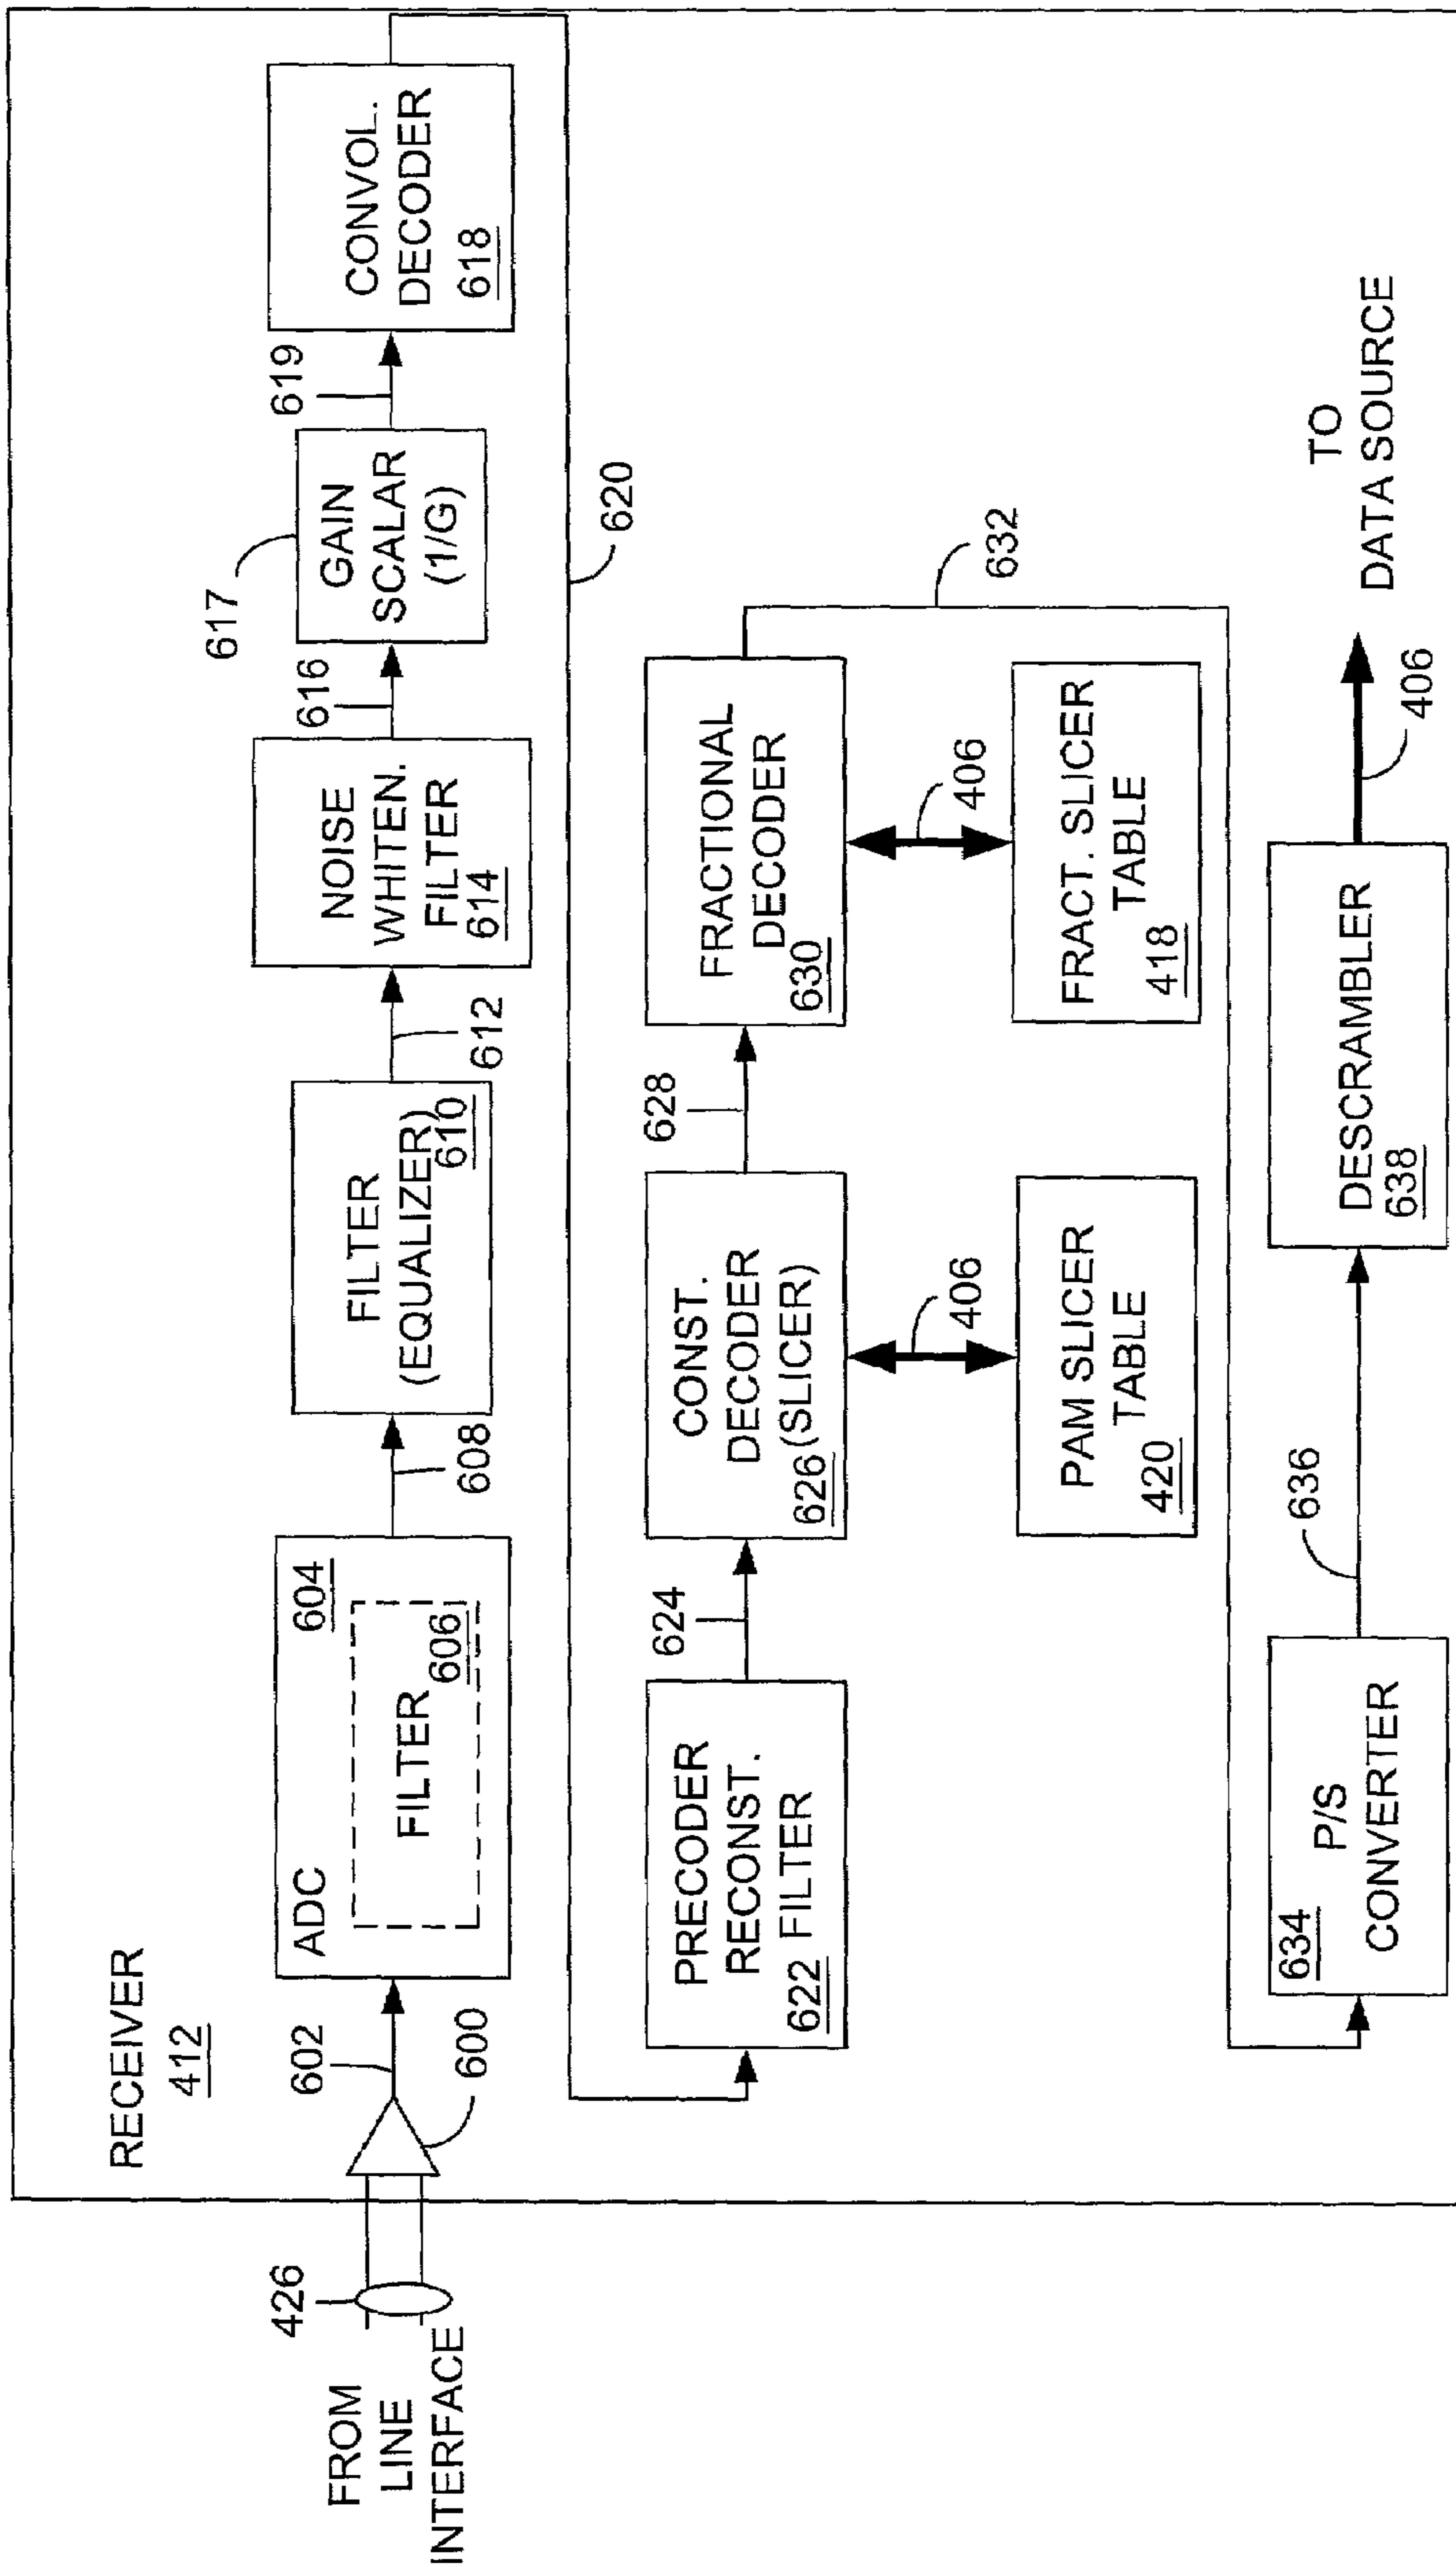 RECEIVER
412
FROM
LINE
INTERFACE
426
600
602
ADC
604
FILTER
606
608
FILTER
(EQUALIZER)
610
612
NOISE
WHITEN.
FILTER
614
616
617
GAIN
SCALAR
(1/G)
619
CONVOL.
DECODER
618
620
PRECODER
RECONST.
622 FILTER
624
CONST.
DECODER
626 (SLICER)
628
FRACTIONAL
DECODER
630
632
406
406
PAM SLICER
TABLE
420
FRACT. SLICER
TABLE
418
634
P/S
CONVERTER
636
DESCRAMBLER
638
406
TO
DATA SOURCE